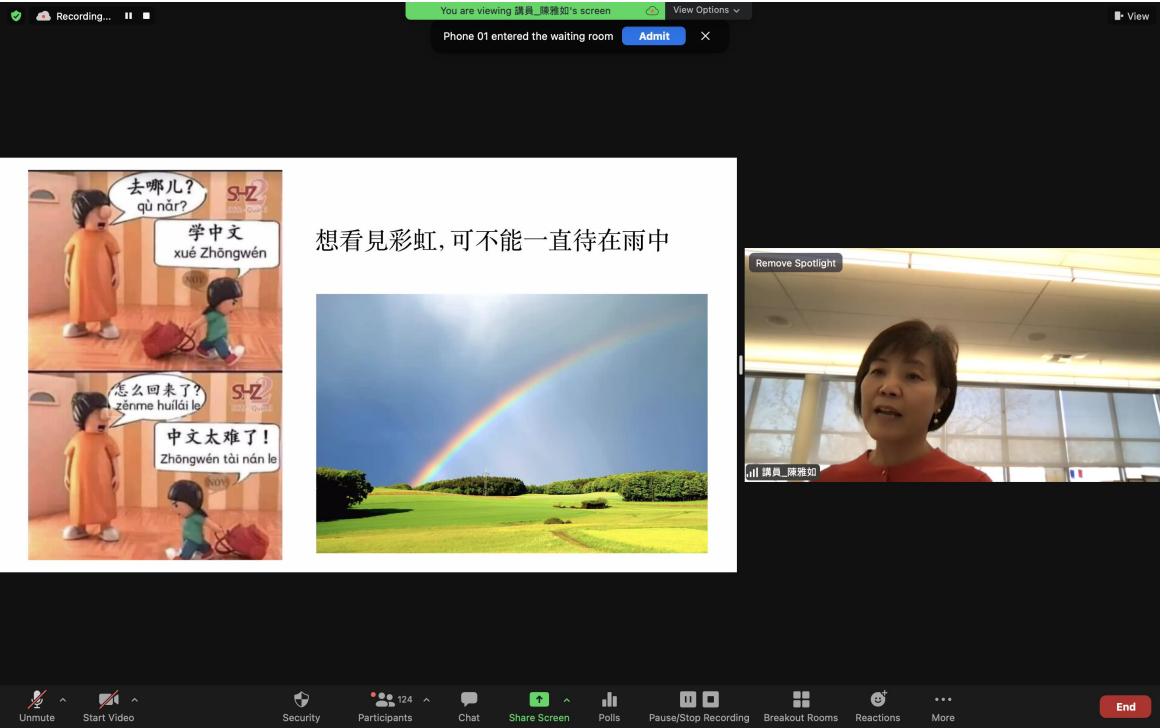 Recording...
You are viewing 講員_陳雅如's screen
View Options
View
Phone 01 entered the waiting room
Admit
去哪儿?
qù nǎr?
SHZ
学中文
xué Zhōngwén
NOY
怎么回来了?
zěnme huílái le
SHZ
中文太难了!
Zhōngwén tài nán le
NOY
想看見彩虹,可不能一直待在雨中
Remove Spotlight
講員_陳雅如
Unmute
Start Video
Security
124
Participants
Chat
Share Screen
Polls
Pause/Stop Recording
Breakout Rooms
Reactions
More
End